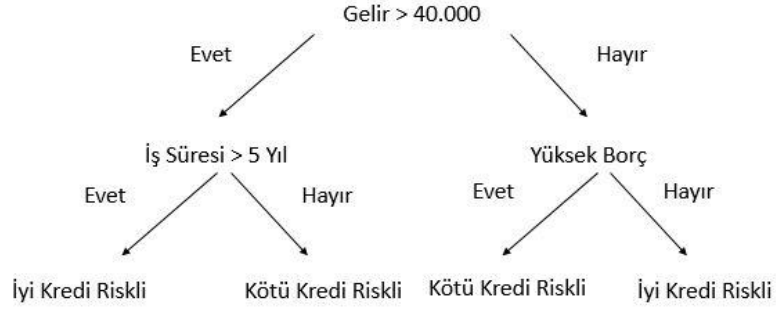 Gelir > 40.000
Evet
Hayır
İş Süresi > 5 Yıl
Yüksek Borç
Evet
Hayır
Evet
Hayır
İyi Kredi Riskli
Kötü Kredi Riskli
Kötü Kredi Riskli
İyi Kredi Riskli